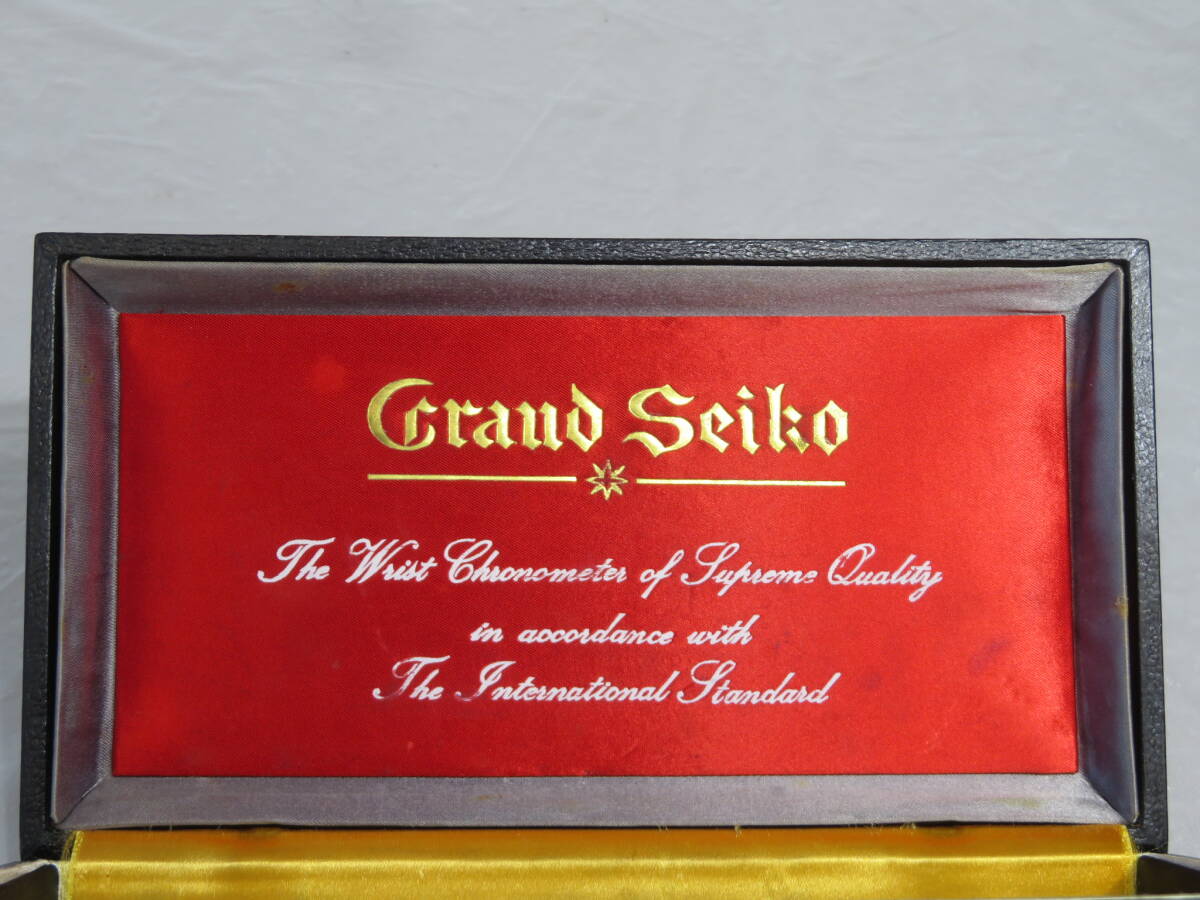 Grand Seiko
The Wrist Chronometer of Supreme Quality
in accordance with
The International Standard